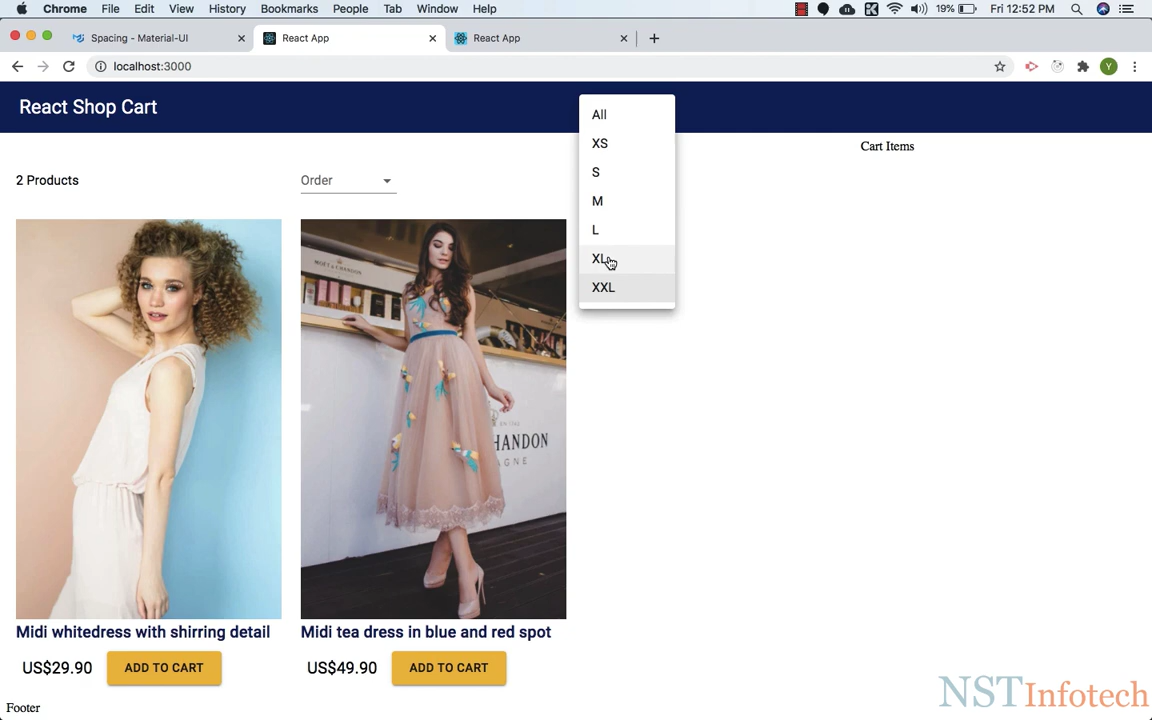 Chrome File Edit View History Bookmarks People Tab Window Help 19% Fri 12:52 PM
Spacing - Material-UI React App React App
localhost:3000 Y
React Shop Cart
All
XS
S
M
L
XL
XXL
Cart Items
2 Products Order
MOËT & CHANDON
HANDON
Midi whitedress with shirring detail Midi tea dress in blue and red spot
US$29.90 ADD TO CART US$49.90 ADD TO CART
Footer
NSTInfotech